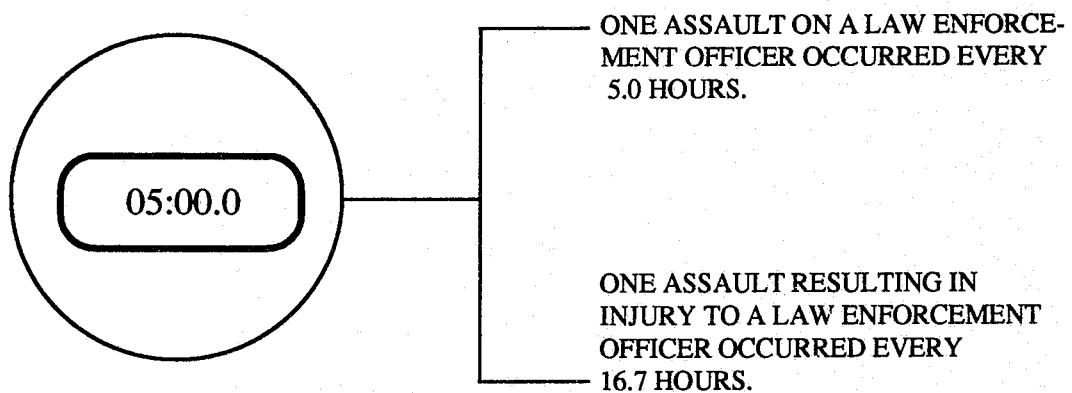 05:00.0
ONE ASSAULT ON A LAW ENFORCE-
MENT OFFICER OCCURRED EVERY
5.0 HOURS.
ONE ASSAULT RESULTING IN
INJURY TO A LAW ENFORCEMENT
OFFICER OCCURRED EVERY
16.7 HOURS.